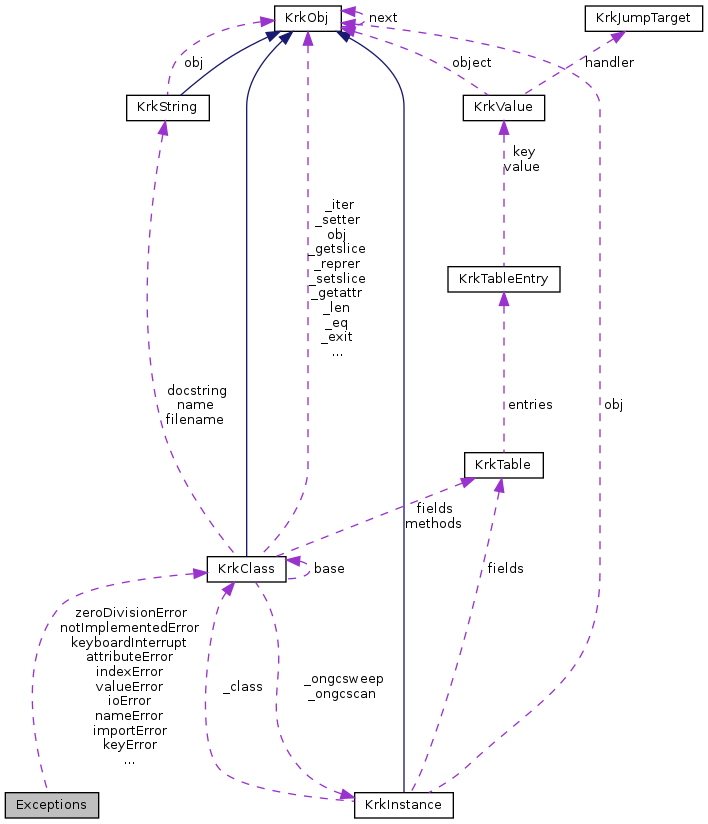 KrkObj
KrkJumpTarget
next
obj
object
handler
KrkString
KrkValue
key
value
_iter
_setter
obj
_getslice
_reprer
_setslice
_getattr
_len
_eq
_exit
...
KrkTableEntry
docstring
name
filename
entries
obj
KrkTable
fields
methods
KrkClass
base
fields
zeroDivisionError
notImplementedError
keyboardInterrupt
attributeError
indexError
valueError
ioError
nameError
importError
keyError
...
_class
_ongcsweep
_ongcscan
Exceptions
KrkInstance